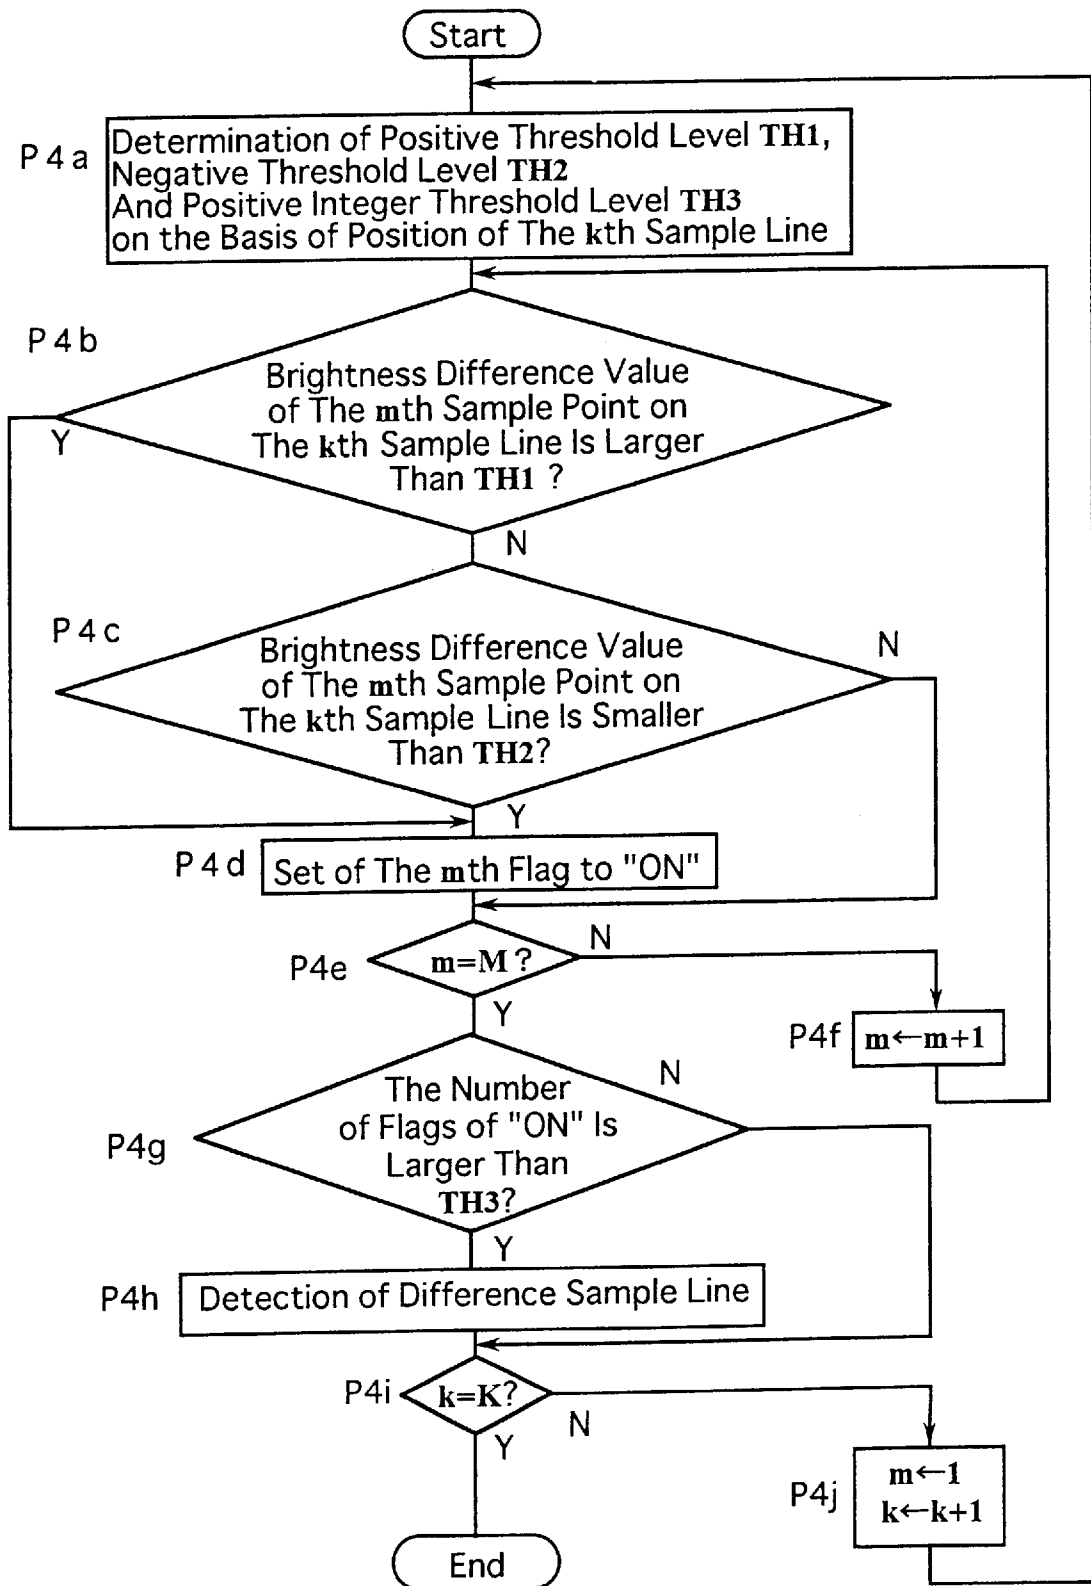 Start
P4a
Determination of Positive Threshold Level TH1,
Negative Threshold Level TH2
And Positive Integer Threshold Level TH3
on the Basis of Position of The kth Sample Line
P4b
Brightness Difference Value
of The mth Sample Point on
The kth Sample Line Is Larger
Than TH1 ?
Y
N
P4c
Brightness Difference Value
of The mth Sample Point on
The kth Sample Line Is Smaller
Than TH2?
N
Y
P4d
Set of The mth Flag to "ON"
P4e
m=M ?
N
Y
P4f
m←m+1
P4g
The Number
of Flags of "ON" Is
Larger Than
TH3?
N
Y
P4h
Detection of Difference Sample Line
P4i
k=K?
N
Y
P4j
m←1
k←k+1
End